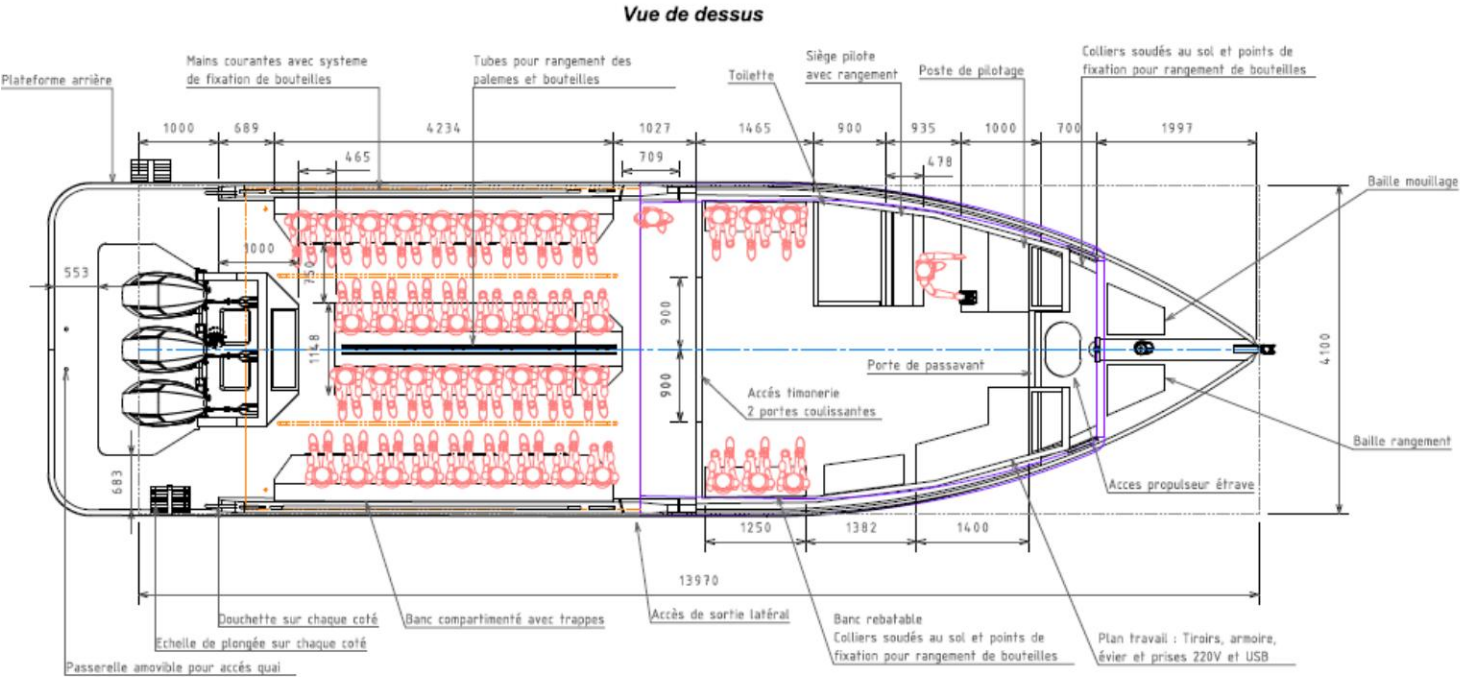 Vue de dessus
Plateforme arrière
Mains courantes avec systeme
de fixation de bouteilles
Tubes pour rangement des
palemes et bouteilles
Toilette
Siège pilote
avec rangement
Poste de pilotage
Colliers soudés au sol et points de
fixation pour rangement de bouteilles
1000
689
4234
1027
1465
900
935
1000
700
1997
465
709
478
Baille mouillage
1000
750
553
900
1148
4100
Porte de passavant
900
Accés timonerie
2 portes coulissantes
Baille rangement
683
Acces propulseur étrave
1250
1382
1400
13970
Douchette sur chaque coté
Banc compartimenté avec trappes
Accès de sortie latéral
Banc rebatable
Colliers soudés au sol et points de
fixation pour rangement de bouteilles
Plan travail : Tiroirs, armoire,
évier et prises 220V et USB
Echelle de plongée sur chaque coté
Passerelle amovible pour accés quai